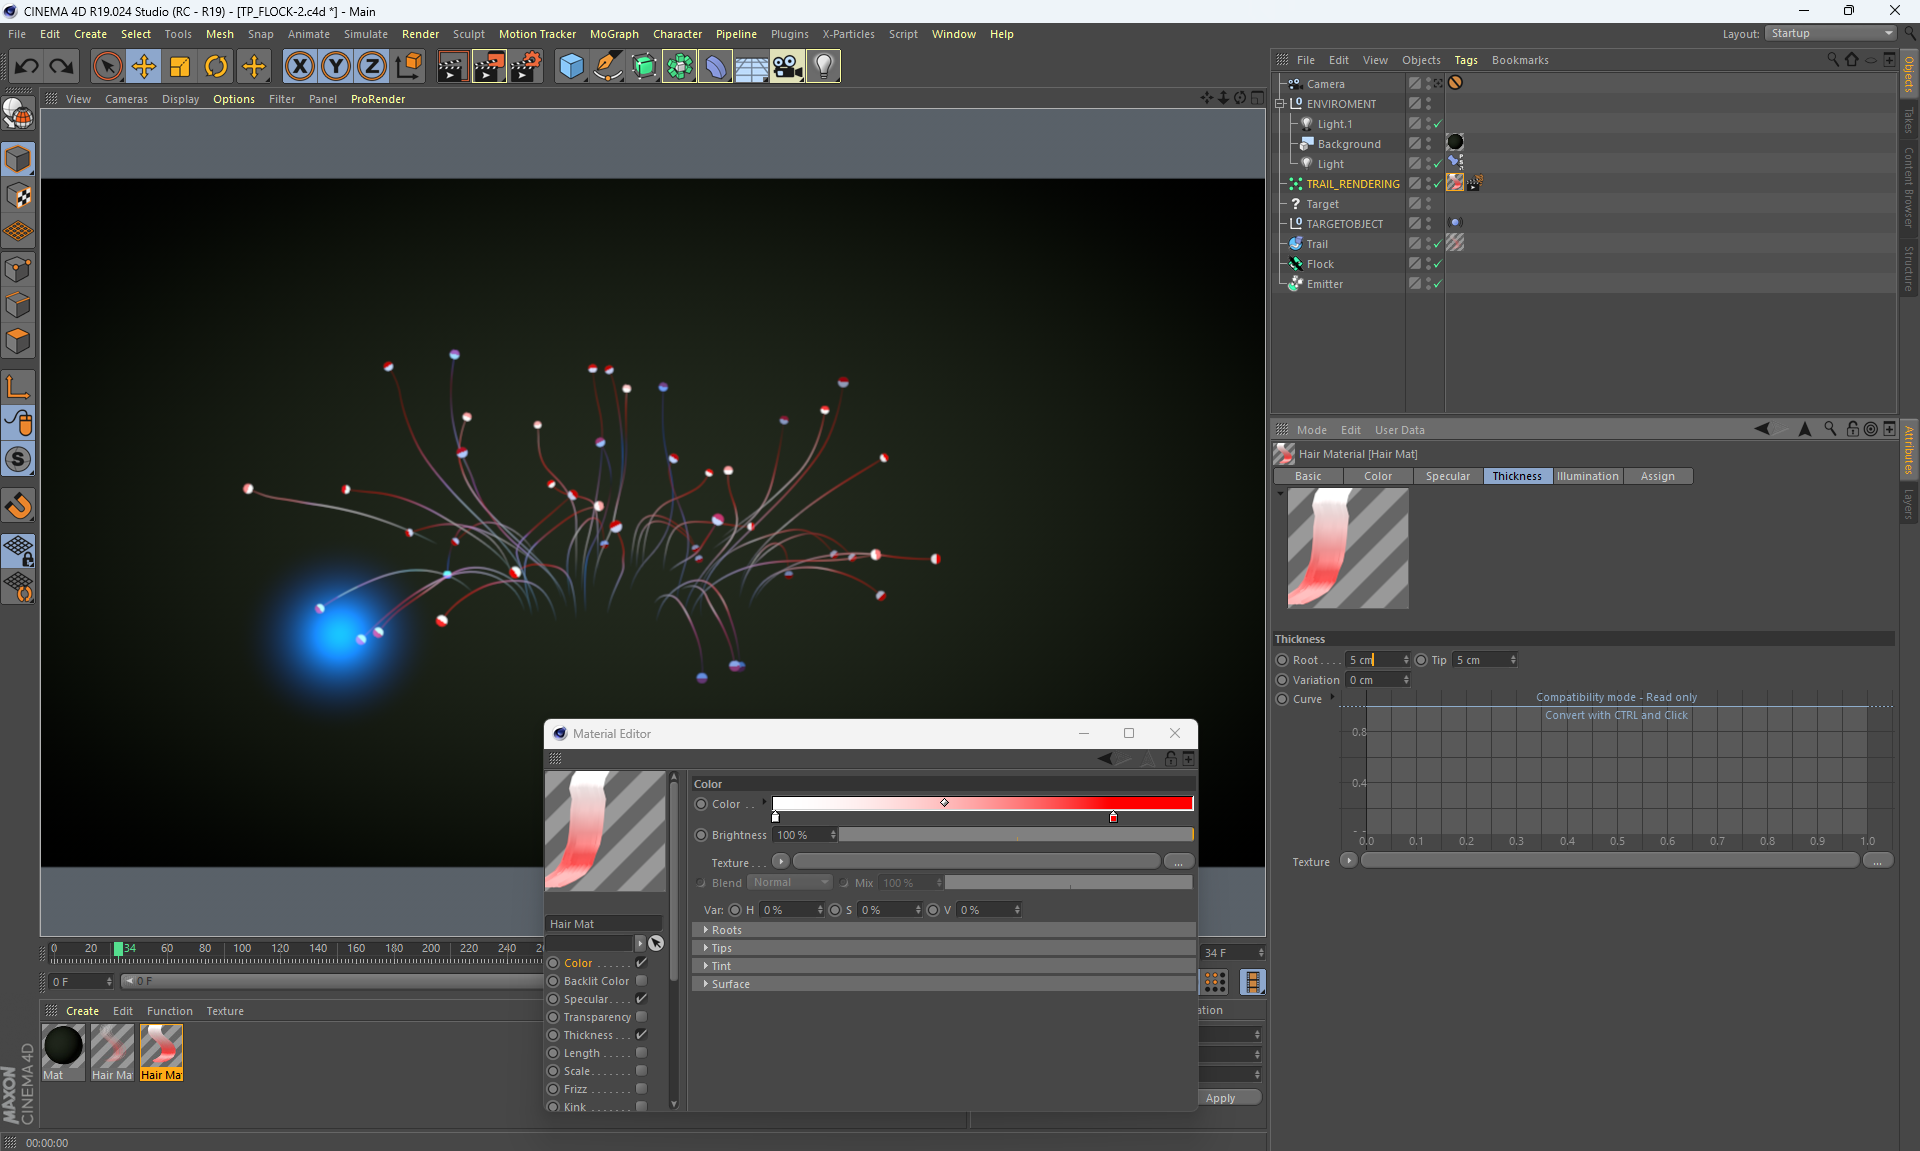 CINEMA 4D R19.024 Studio (RC - R19) - [TP_FLOCK-2.c4d *] - Main
File Edit Create Select Tools Mesh Snap Animate Simulate Render Sculpt Motion Tracker MoGraph Character Pipeline Plugins X-Particles Script Window Help
Layout: Startup
View Cameras Display Options Filter Panel ProRender
File Edit View Objects Tags Bookmarks
Camera
ENVIROMENT
Light.1
Background
Light
TRAIL_RENDERING
Target
TARGETOBJECT
Trail
Flock
Emitter
Objects
Takes
Content Browser
Structure
Mode Edit User Data
Hair Material [Hair Mat]
Basic Color Specular Thickness Illumination Assign
Attributes
Layers
Thickness
Root . . . . 5 cm Tip 5 cm
Variation 0 cm
Curve
Compatibility mode - Read only
Convert with CTRL and Click
0.8
0.4
0.0 0.1 0.2 0.3 0.4 0.5 0.6 0.7 0.8 0.9 1.0
Texture ...
Material Editor
Color
Color . .
Brightness 100 %
Texture . . . ...
Blend Normal Mix 100 %
Var: H 0 % S 0 % V 0 %
Roots
Tips
Tint
Surface
Hair Mat
Color . . . . . .
Backlit Color
Specular. . . .
Transparency
Thickness . . .
Length . . . . .
Scale. . . . . . .
Frizz . . . . . . .
Kink . . . . . . .
0 20 34 60 80 100 120 140 160 180 200 220 240
34 F
0 F
0 F
ation
Apply
Create Edit Function Texture
Mat Hair Ma Hair Ma
MAXON
CINEMA 4D
00:00:00